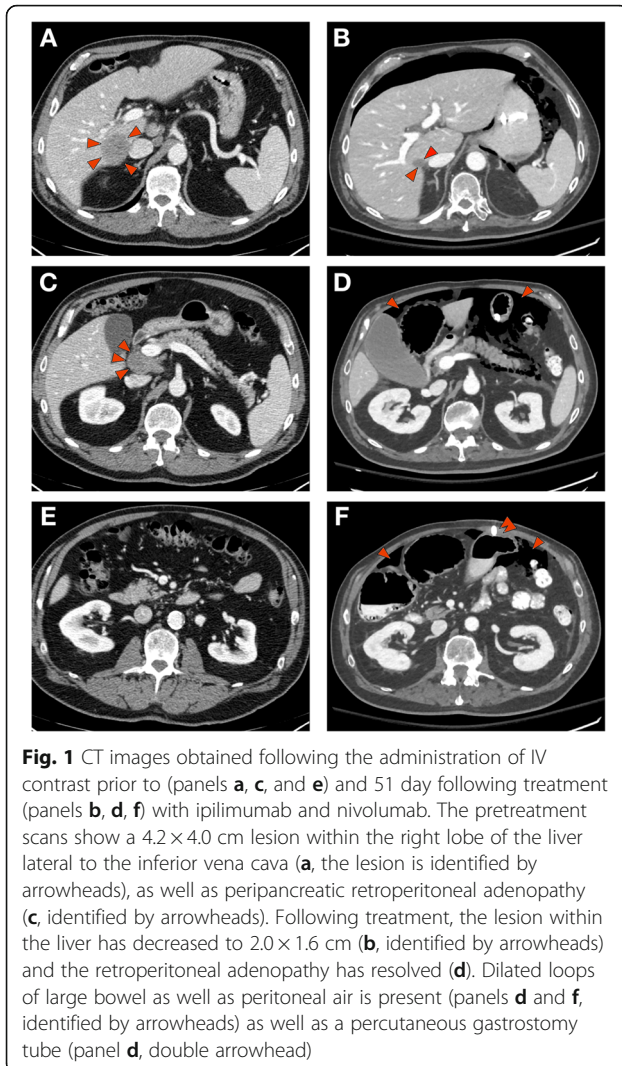 A
B
C
D
E
F
Fig. 1 CT images obtained following the administration of IV
contrast prior to (panels a, c, and e) and 51 day following treatment
(panels b, d, f) with ipilimumab and nivolumab. The pretreatment
scans show a 4.2 × 4.0 cm lesion within the right lobe of the liver
lateral to the inferior vena cava (a, the lesion is identified by
arrowheads), as well as peripancreatic retroperitoneal adenopathy
(c, identified by arrowheads). Following treatment, the lesion within
the liver has decreased to 2.0 × 1.6 cm (b, identified by arrowheads)
and the retroperitoneal adenopathy has resolved (d). Dilated loops
of large bowel as well as peritoneal air is present (panels d and f,
identified by arrowheads) as well as a percutaneous gastrostomy
tube (panel d, double arrowhead)